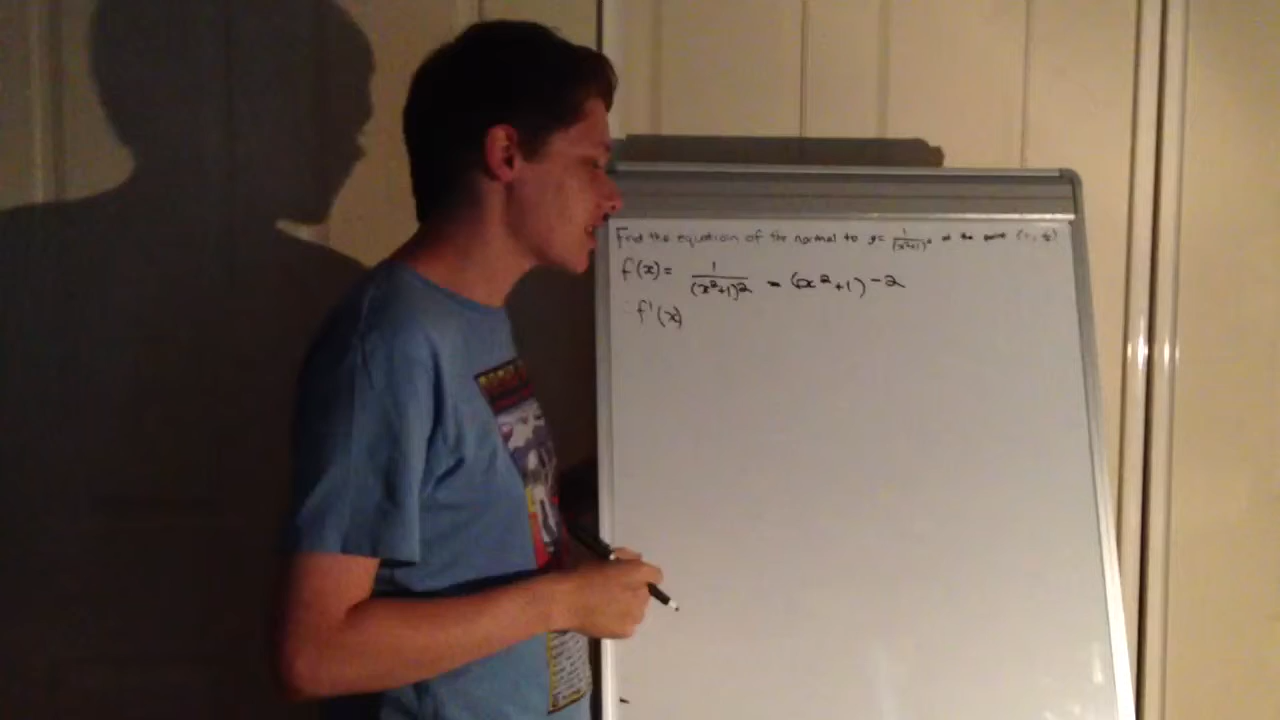 Find the equation of the normal to y= 1/(x²+1)² at the point
f(x) = 1/(x²+1)2 = (x²+1)-2
f'(x)